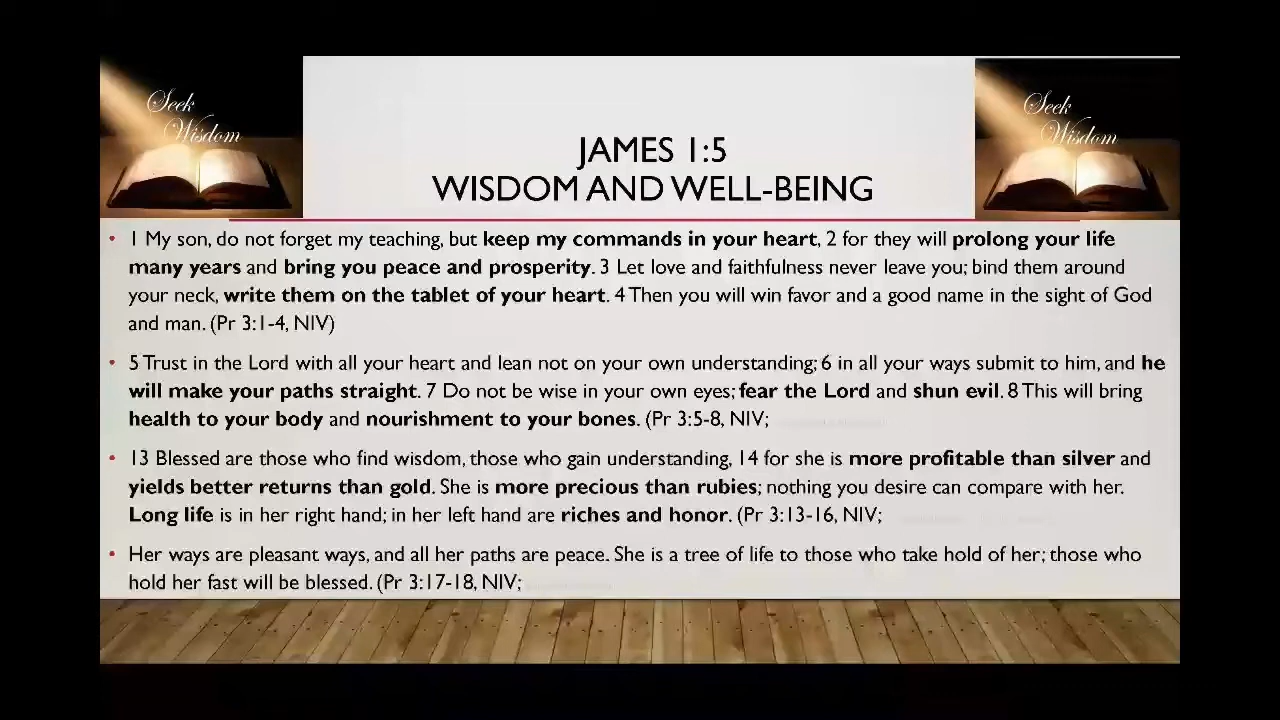 Seek
Wisdom
Seek
Wisdom
JAMES 1:5
WISDOM AND WELL-BEING
• 1 My son, do not forget my teaching, but keep my commands in your heart, 2 for they will prolong your life
many years and bring you peace and prosperity. 3 Let love and faithfulness never leave you; bind them around
your neck, write them on the tablet of your heart. 4 Then you will win favor and a good name in the sight of God
and man. (Pr 3:1-4, NIV)
• 5 Trust in the Lord with all your heart and lean not on your own understanding; 6 in all your ways submit to him, and he
will make your paths straight. 7 Do not be wise in your own eyes; fear the Lord and shun evil. 8 This will bring
health to your body and nourishment to your bones. (Pr 3:5-8, NIV;
• 13 Blessed are those who find wisdom, those who gain understanding, 14 for she is more profitable than silver and
yields better returns than gold. She is more precious than rubies; nothing you desire can compare with her.
Long life is in her right hand; in her left hand are riches and honor. (Pr 3:13-16, NIV;
• Her ways are pleasant ways, and all her paths are peace. She is a tree of life to those who take hold of her; those who
hold her fast will be blessed. (Pr 3:17-18, NIV;